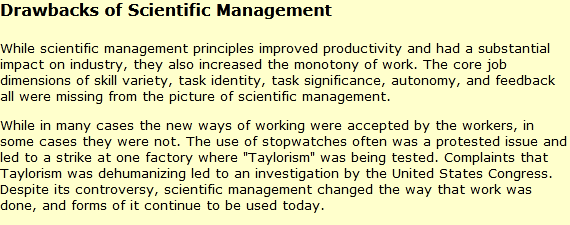 Drawbacks of Scientific Management
While scientific management principles improved productivity and had a substantial
impact on industry, they also increased the monotony of work. The core job
dimensions of skill variety, task identity, task significance, autonomy, and feedback
all were missing from the picture of scientific management.
While in many cases the new ways of working were accepted by the workers, in
some cases they were not. The use of stopwatches often was a protested issue and
led to a strike at one factory where "Taylorism" was being tested. Complaints that
Taylorism was dehumanizing led to an investigation by the United States Congress.
Despite its controversy, scientific management changed the way that work was
done, and forms of it continue to be used today.